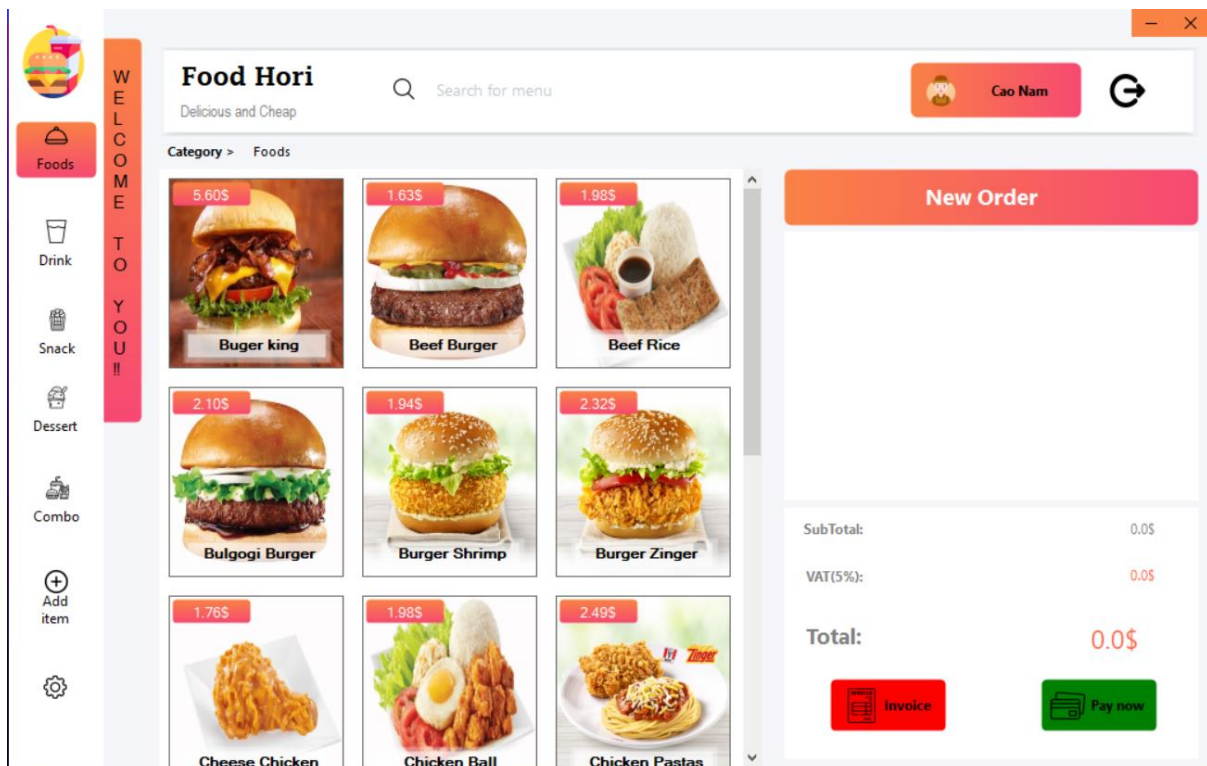 WELCOME TO YOU!!
Food Hori
Delicious and Cheap
Search for menu
Cao Nam
Foods
Drink
Snack
Dessert
Combo
Add
item
Category > Foods
5.60$
Buger king
1.63$
Beef Burger
1.98$
Beef Rice
2.10$
Bulgogi Burger
1.94$
Burger Shrimp
2.32$
Burger Zinger
1.76$
Cheese Chicken
1.98$
Chicken Ball
2.49$
Zinger
Chicken Pastas
New Order
SubTotal: 0.0$
VAT(5%): 0.0$
Total: 0.0$
Invoice
Pay now